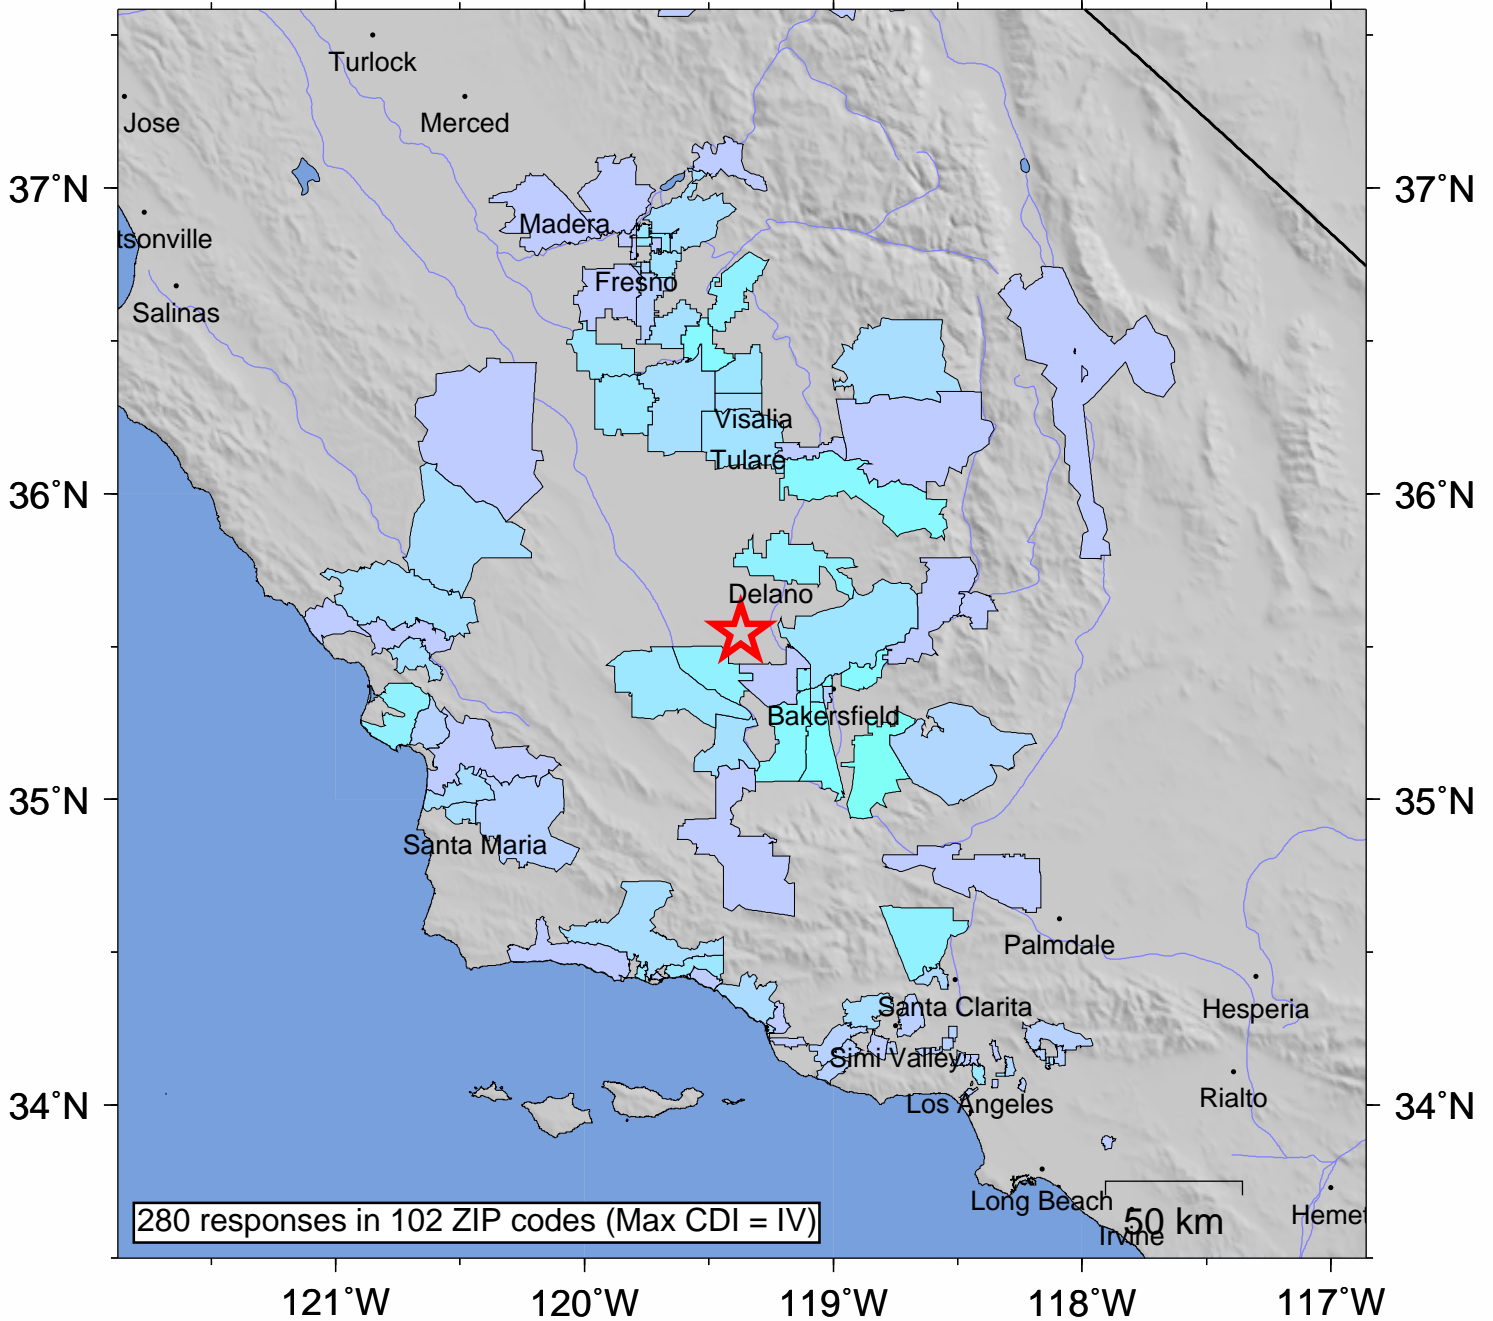 Turlock
Jose
Merced
37˚N
37˚N
Madera
tsonville
Fresno
Salinas
Visalia
Tulare
36˚N
36˚N
Delano
Bakersfield
35˚N
35˚N
Santa Maria
Palmdale
Santa Clarita
Hesperia
Simi Valley
34˚N
Los Angeles
Rialto
34˚N
Long Beach
50 km
Hemet
Irvine
280 responses in 102 ZIP codes (Max CDI = IV)
121˚W
120˚W
119˚W
118˚W
117˚W